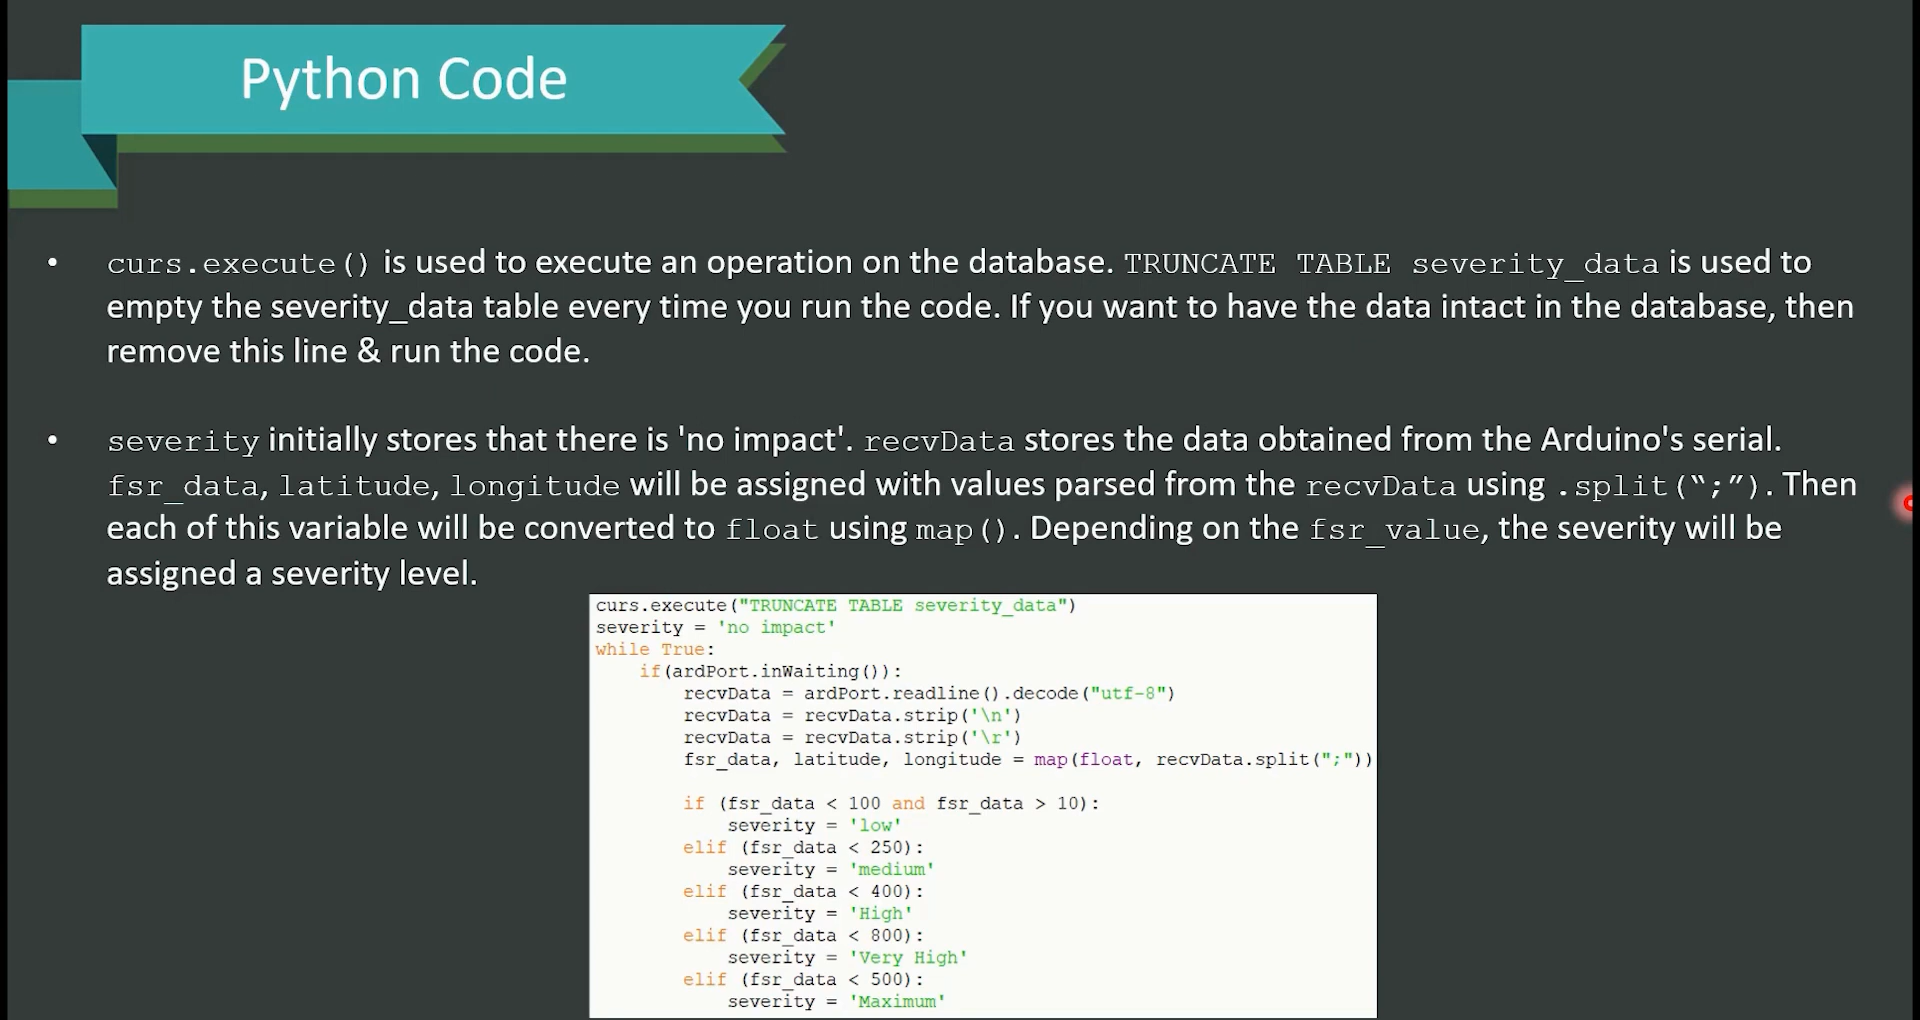 Python Code
• curs.execute() is used to execute an operation on the database. TRUNCATE TABLE severity_data is used to
empty the severity_data table every time you run the code. If you want to have the data intact in the database, then
remove this line & run the code.
• severity initially stores that there is 'no impact'. recvData stores the data obtained from the Arduino's serial.
fsr_data, latitude, longitude will be assigned with values parsed from the recvData using .split(“;”). Then
each of this variable will be converted to float using map(). Depending on the fsr_value, the severity will be
assigned a severity level.
curs.execute("TRUNCATE TABLE severity_data")
severity = 'no impact'
while True:
    if(ardPort.inWaiting()):
        recvData = ardPort.readline().decode("utf-8")
        recvData = recvData.strip('\n')
        recvData = recvData.strip('\r')
        fsr_data, latitude, longitude = map(float, recvData.split(";"))
        if (fsr_data < 100 and fsr_data > 10):
            severity = 'low'
        elif (fsr_data < 250):
            severity = 'medium'
        elif (fsr_data < 400):
            severity = 'High'
        elif (fsr_data < 800):
            severity = 'Very High'
        elif (fsr_data < 500):
            severity = 'Maximum'